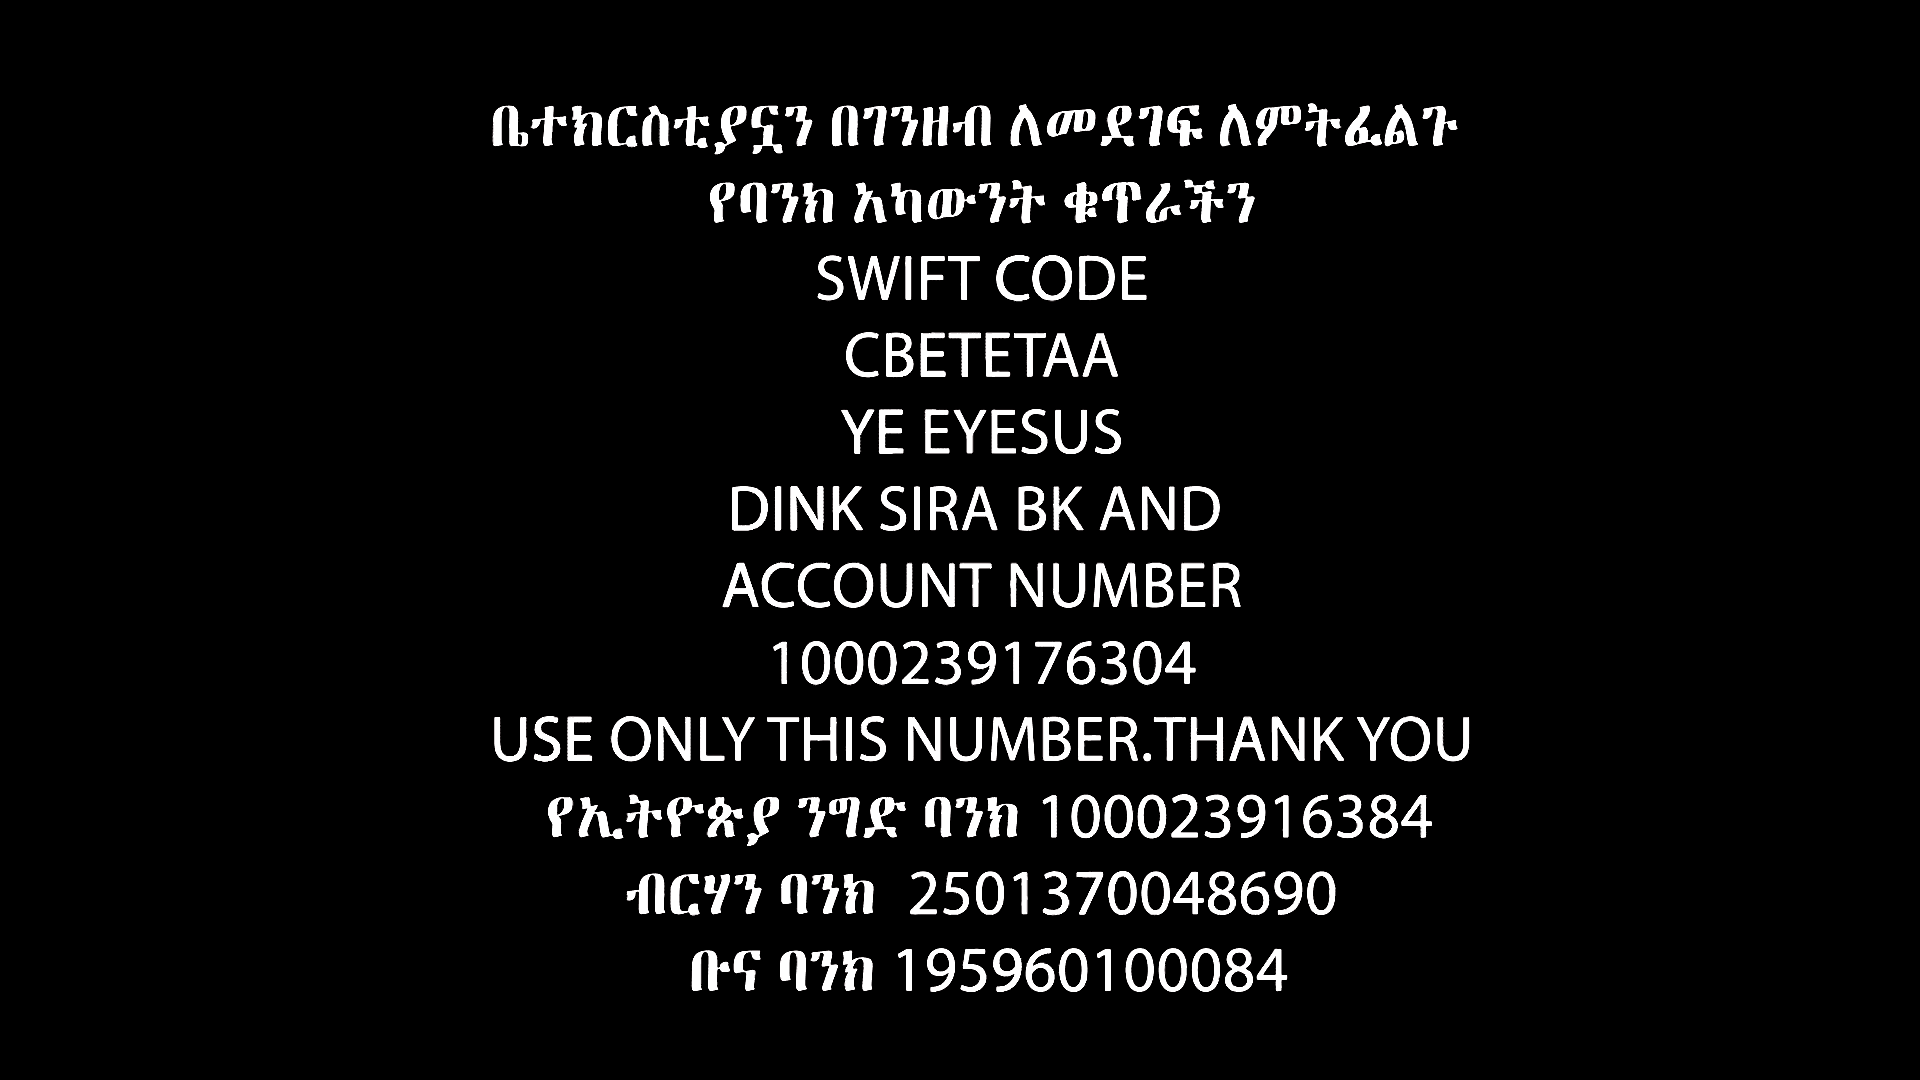 ቤተክርስቲያኗን በገንዘብ ለመደገፍ ለምትፈልጉ
የባንክ አካውንት ቁጥራችን
SWIFT CODE
CBETETAA
YE EYESUS
DINK SIRA BK AND
ACCOUNT NUMBER
1000239176304
USE ONLY THIS NUMBER.THANK YOU
የኢትዮጵያ ንግድ ባንክ 100023916384
ብርሃን ባንክ  2501370048690
ቡና ባንክ 195960100084